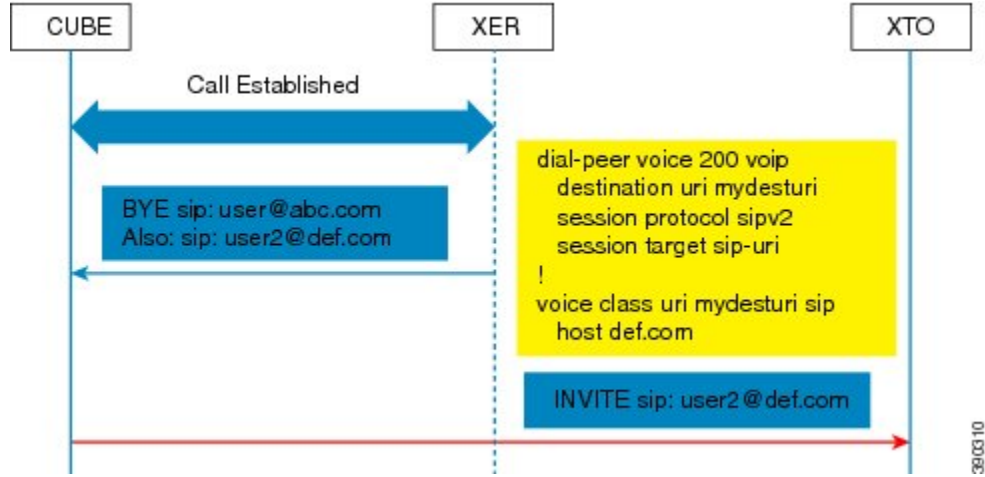 CUBE
XER
XTO
Call Established
BYE sip: user@abc.com
Also: sip: user2@def.com
dial-peer voice 200 voip
destination uri mydesturi
session protocol sipv2
session target sip-uri
!
voice class uri mydesturi sip
host def.com
INVITE sip: user2@def.com
390310